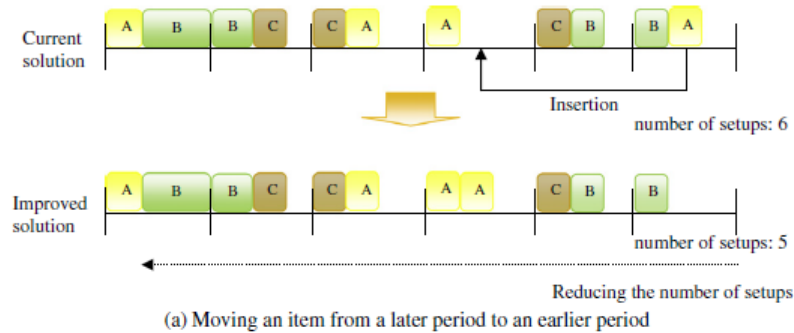 A B B C C A A C B B A
Current
solution
Insertion
number of setups: 6
A B B C C A A A C B B
Improved
solution
number of setups: 5
Reducing the number of setups
(a) Moving an item from a later period to an earlier period